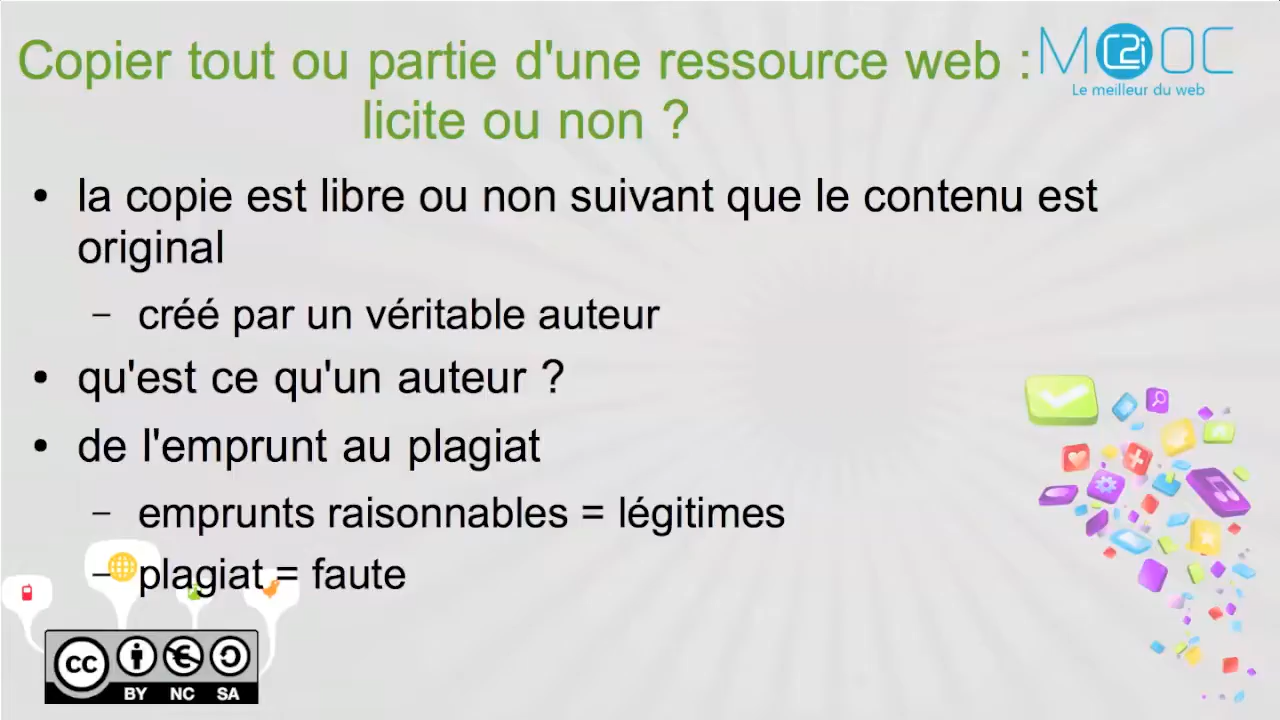 Copier tout ou partie d'une ressource web :
licite ou non ?
MC2iOOC
Le meilleur du web
• la copie est libre ou non suivant que le contenu est
original
– créé par un véritable auteur
• qu'est ce qu'un auteur ?
• de l'emprunt au plagiat
– emprunts raisonnables = légitimes
– plagiat = faute
cc
BY NC SA